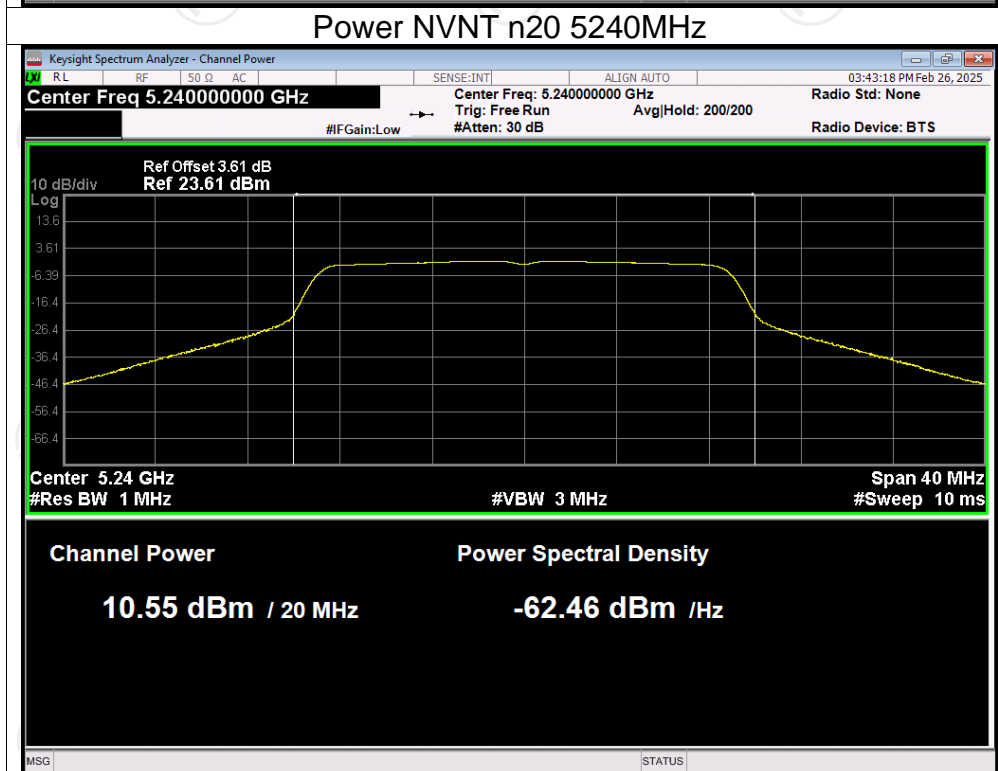 Power NVNT n20 5240MHz
Keysight Spectrum Analyzer - Channel Power
LXI RL RF 50 Ω AC SENSE:INT ALIGN AUTO 03:43:18 PM Feb 26, 2025
Center Freq 5.240000000 GHz Center Freq: 5.240000000 GHz Radio Std: None
Trig: Free Run Avg|Hold: 200/200
#IFGain:Low #Atten: 30 dB Radio Device: BTS
Ref Offset 3.61 dB
10 dB/div Ref 23.61 dBm
Log
13.6
3.61
-6.39
-16.4
-26.4
-36.4
-46.4
-56.4
-66.4
Center 5.24 GHz Span 40 MHz
#Res BW 1 MHz #VBW 3 MHz #Sweep 10 ms
Channel Power Power Spectral Density
10.55 dBm / 20 MHz -62.46 dBm /Hz
MSG STATUS